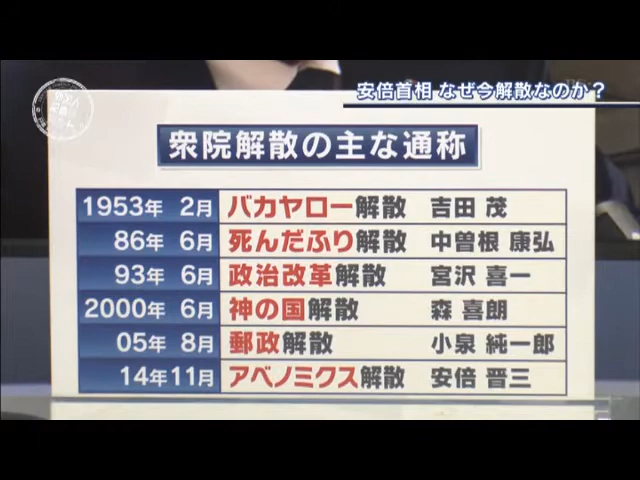 安倍首相 なぜ今解散なのか？
衆院解散の主な通称
1953年 2月 バカヤロー解散 吉田 茂
86年 6月 死んだふり解散 中曽根 康弘
93年 6月 政治改革解散 宮沢 喜一
2000年 6月 神の国解散 森 喜朗
05年 8月 郵政解散 小泉 純一郎
14年11月 アベノミクス解散 安倍 晋三